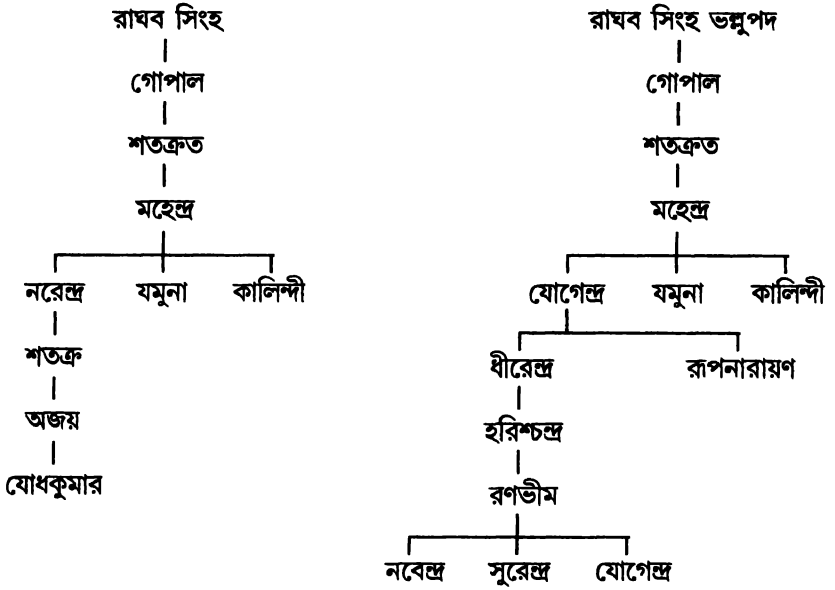 রাঘব সিংহ
গোপাল
শতক্রত
মহেন্দ্র
নরেন্দ্র যমুনা কালিন্দী
শতক্র
অজয়
যোধকুমার
রাঘব সিংহ ভল্লুপদ
গোপাল
শতক্রত
মহেন্দ্র
যোগেন্দ্র যমুনা কালিন্দী
ধীরেন্দ্র রূপনারায়ণ
হরিশ্চন্দ্র
রণভীম
নবেন্দ্র সুরেন্দ্র যোগেন্দ্র